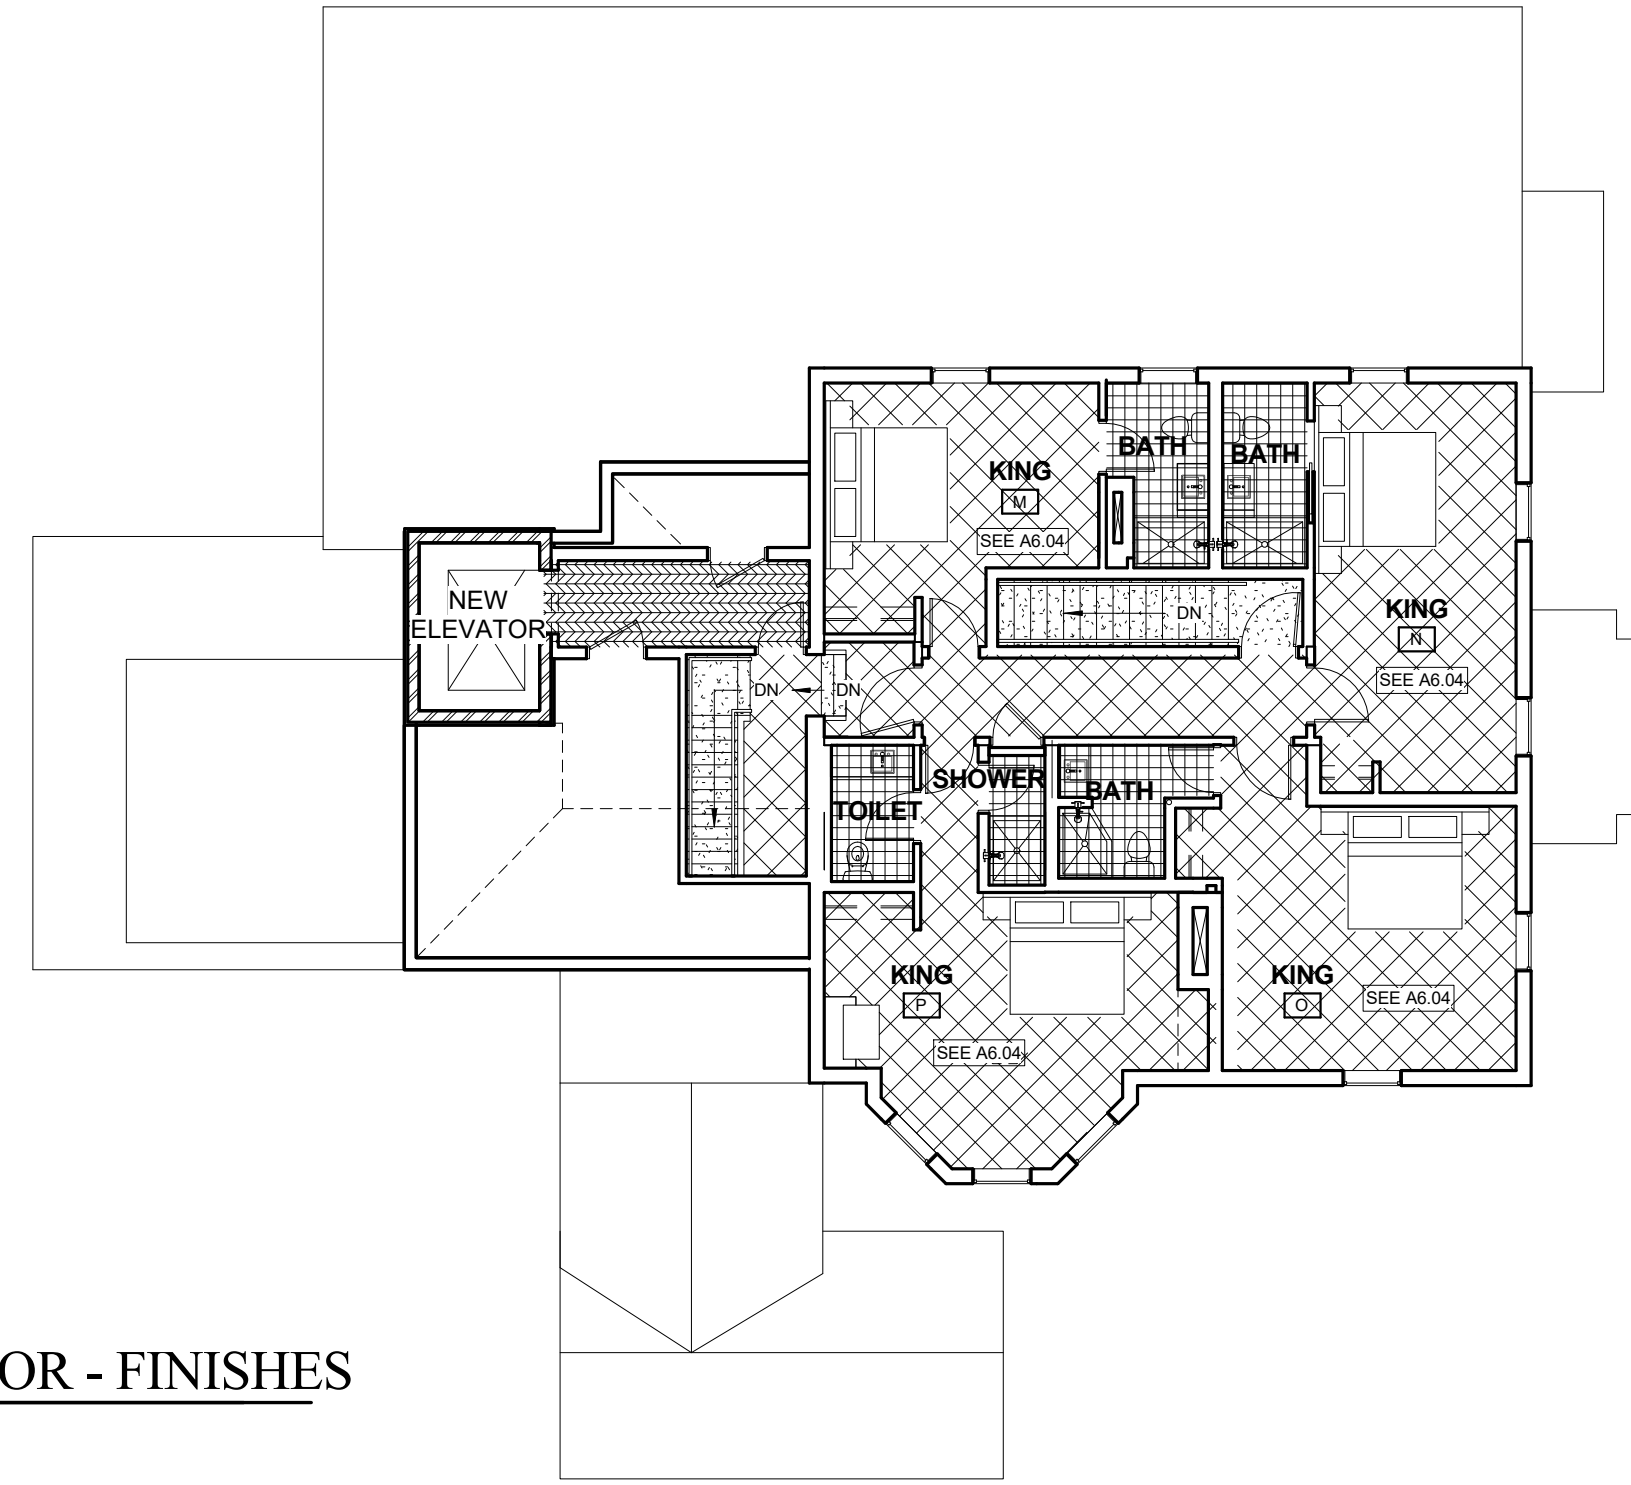 BATH
BATH
KING
M
SEE A6.04
NEW
ELEVATOR
DN
KING
N
SEE A6.04
DN
DN
SHOWER
BATH
TOILET
KING
P
KING
O
SEE A6.04
SEE A6.04
OR - FINISHES